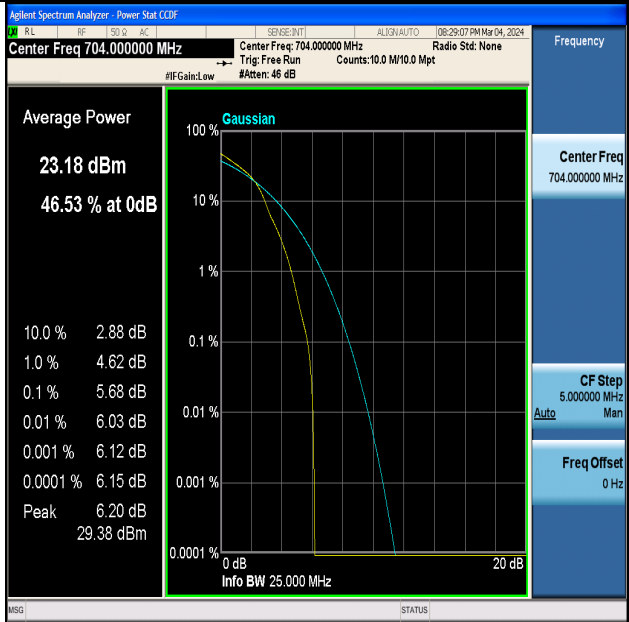 Agilent Spectrum Analyzer - Power Stat CCDF
LXI RL RF 50 Ω AC SENSE:INT ALIGNAUTO 08:29:07 PM Mar 04, 2024
Center Freq 704.000000 MHz Center Freq: 704.000000 MHz Radio Std: None
Trig: Free Run Counts:10.0 M/10.0 Mpt
#IFGain:Low #Atten: 46 dB
Frequency
Average Power
23.18 dBm
46.53 % at 0dB
10.0 % 2.88 dB
1.0 % 4.62 dB
0.1 % 5.68 dB
0.01 % 6.03 dB
0.001 % 6.12 dB
0.0001 % 6.15 dB
Peak 6.20 dB
29.38 dBm
Gaussian
100 %
10 %
1 %
0.1 %
0.01 %
0.001 %
0.0001 %
0 dB 20 dB
Info BW 25.000 MHz
Center Freq
704.000000 MHz
CF Step
5.000000 MHz
Auto Man
Freq Offset
0 Hz
MSG STATUS